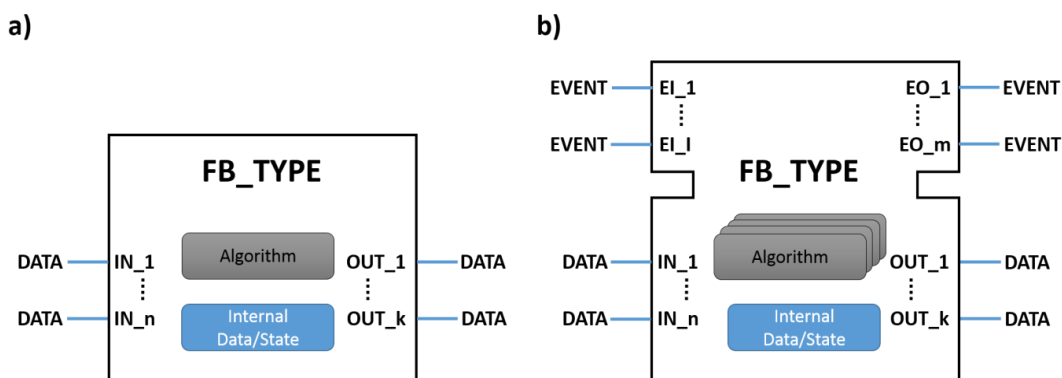 a)
FB_TYPE
DATA IN_1 Algorithm OUT_1 DATA
DATA IN_n Internal Data/State OUT_k DATA
b)
EVENT EI_1 EO_1 EVENT
EVENT EI_I EO_m EVENT
FB_TYPE
DATA IN_1 Algorithm OUT_1 DATA
DATA IN_n Internal Data/State OUT_k DATA